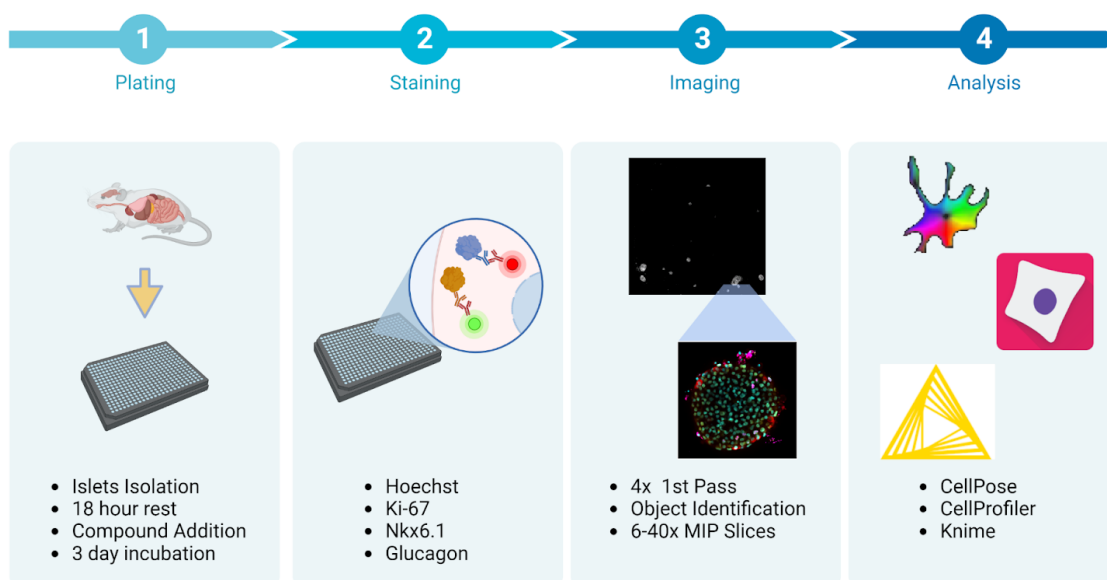 1
2
3
4
Plating
Staining
Imaging
Analysis
• Islets Isolation
• 18 hour rest
• Compound Addition
• 3 day incubation
• Hoechst
• Ki-67
• Nkx6.1
• Glucagon
• 4x 1st Pass
• Object Identification
• 6-40x MIP Slices
• CellPose
• CellProfiler
• Knime